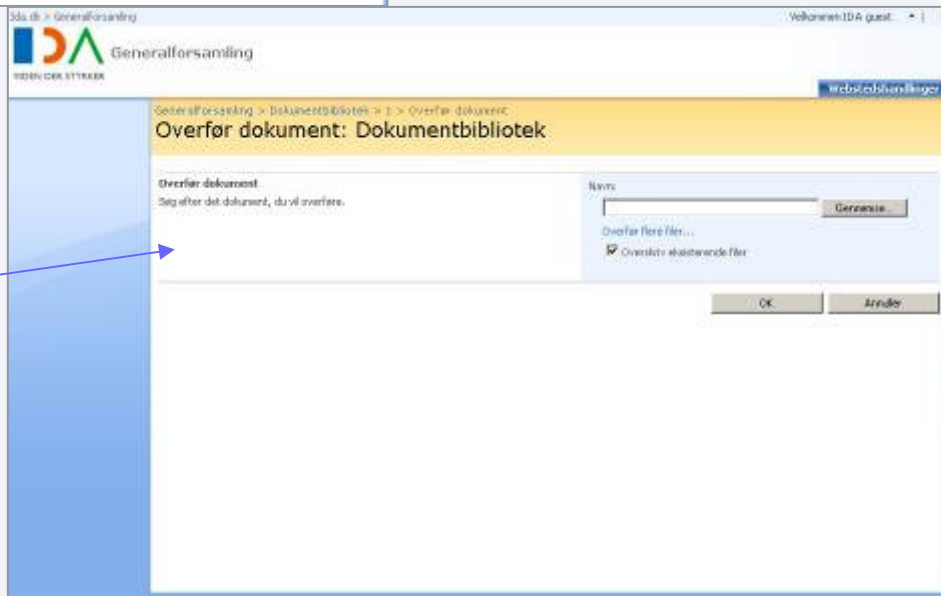 Ida.dk > Generalforsamling
Velkommen IDA guest
IDA Generalforsamling
VIDEN DER STYRKER
Webstedshandlinger
Generalforsamling > Dokumentbibliotek > 1 > Overfør dokument
Overfør dokument: Dokumentbibliotek
Overfør dokument
Søg efter det dokument, du vil overføre.
Navn:
Gennemse...
Overfør flere filer...
Overskriv eksisterende filer
OK
Annuller